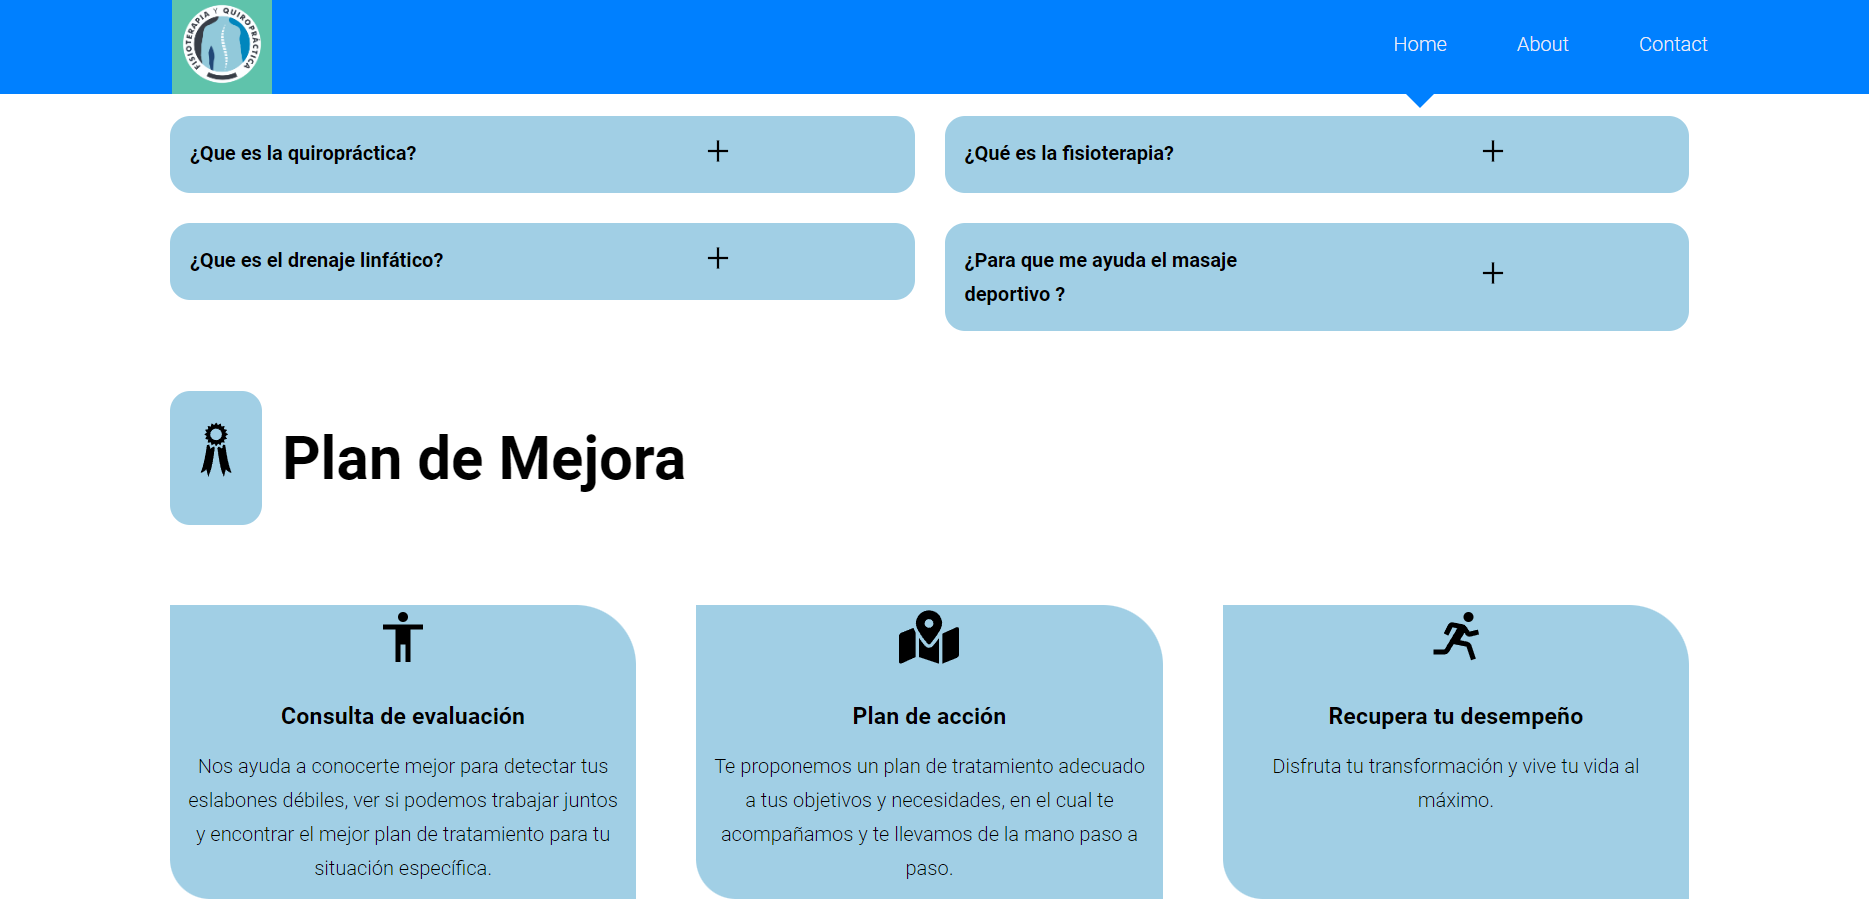 FISIOTERAPIA Y QUIROPRÁCTICA
Home
About
Contact
¿Que es la quiropráctica?
¿Qué es la fisioterapia?
¿Que es el drenaje linfático?
¿Para que me ayuda el masaje
deportivo ?
Plan de Mejora
Consulta de evaluación
Nos ayuda a conocerte mejor para detectar tus
eslabones débiles, ver si podemos trabajar juntos
y encontrar el mejor plan de tratamiento para tu
situación específica.
Plan de acción
Te proponemos un plan de tratamiento adecuado
a tus objetivos y necesidades, en el cual te
acompañamos y te llevamos de la mano paso a
paso.
Recupera tu desempeño
Disfruta tu transformación y vive tu vida al
máximo.